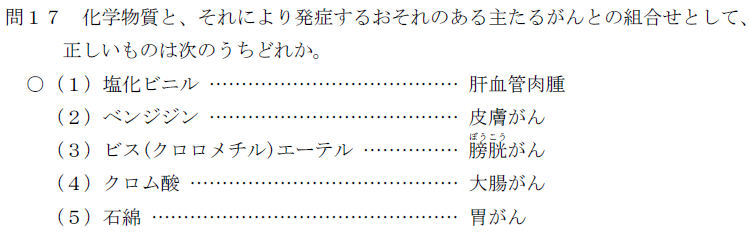 問１７　化学物質と、それにより発症するおそれのある主たるがんとの組合せとして、
正しいものは次のうちどれか。
○（１）塩化ビニル …………………………………… 肝血管肉腫
（２）ベンジジン …………………………………… 皮膚がん
（３）ビス(クロロメチル)エーテル …………… 膀胱(ぼうこう)がん
（４）クロム酸 ……………………………………… 大腸がん
（５）石綿 …………………………………………… 胃がん